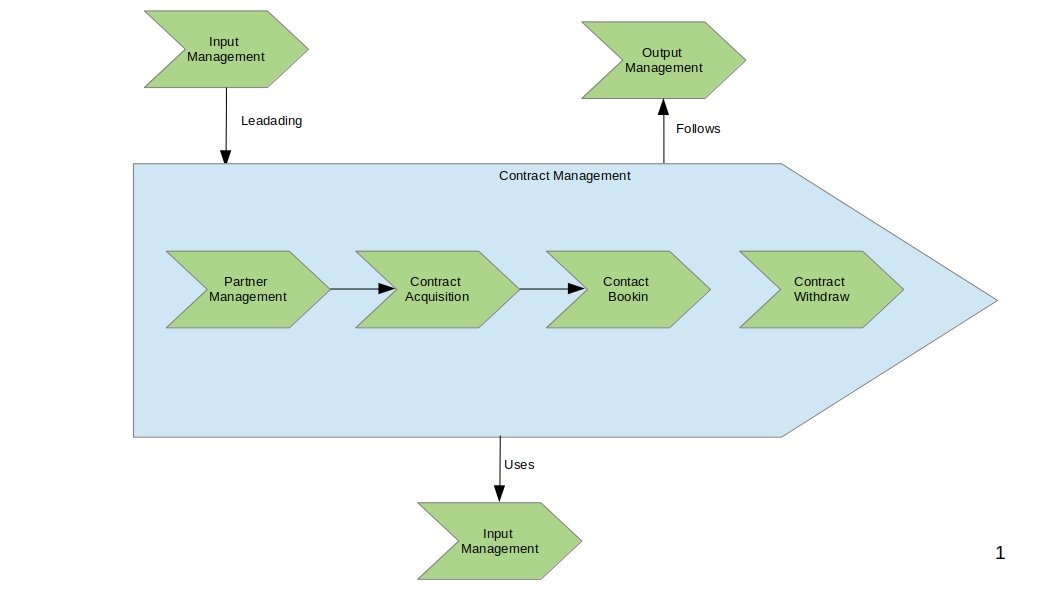 Input
Management
Output
Management
Leadading
Follows
Contract Management
Partner
Management
Contract
Acquisition
Contact
Bookin
Contract
Withdraw
Uses
Input
Management
1